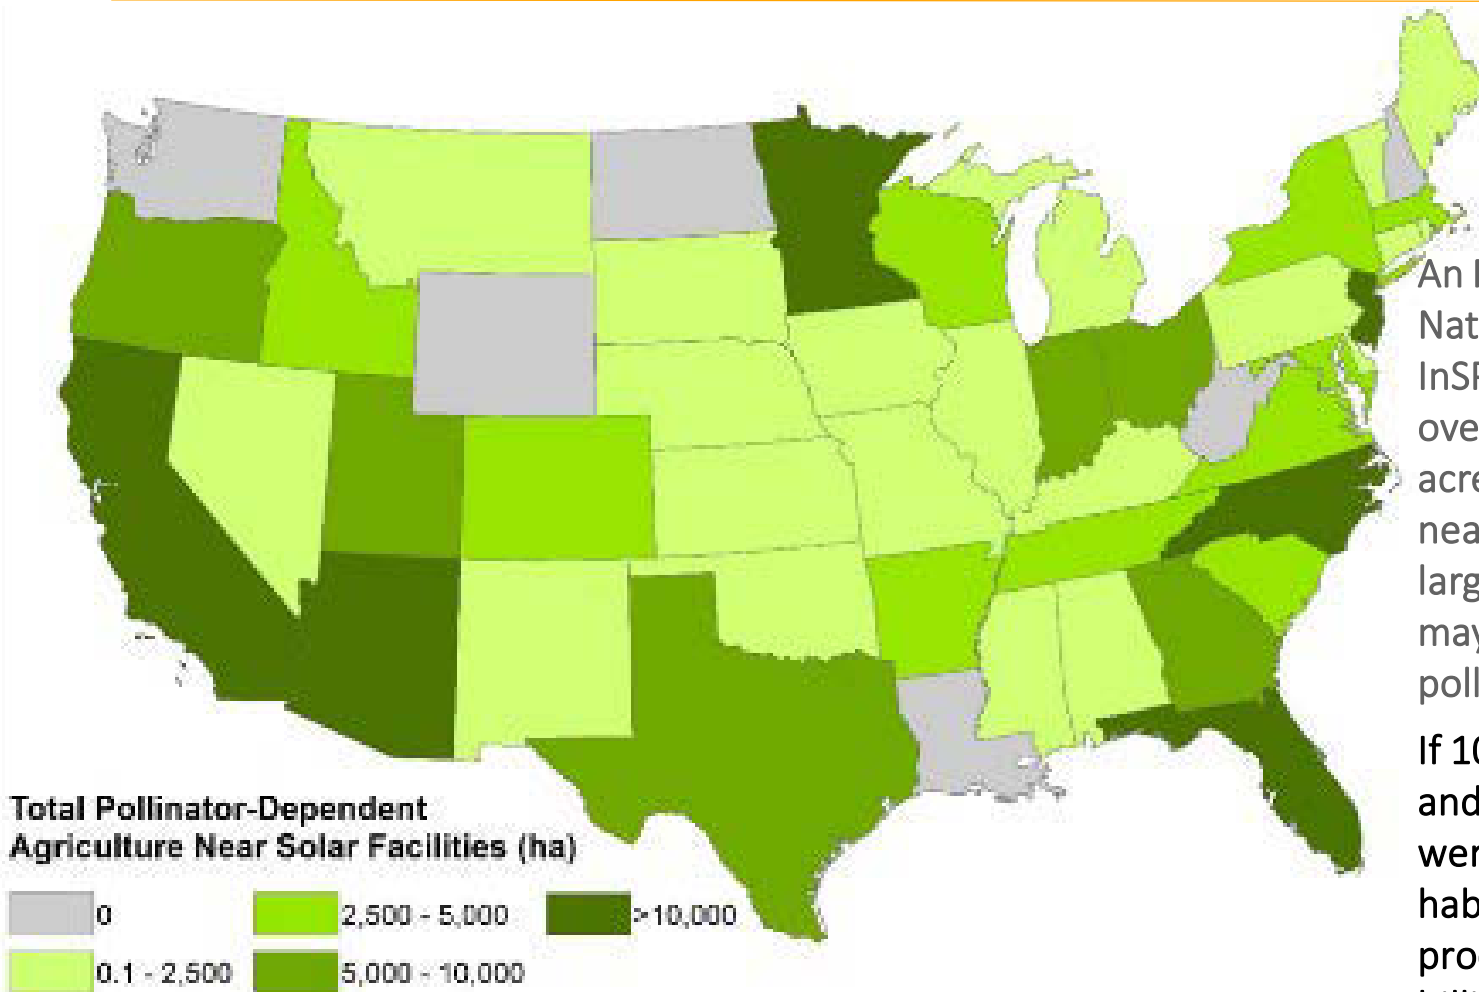 Total Pollinator-Dependent
Agriculture Near Solar Facilities (ha)
0
2,500 - 5,000
>10,000
0.1 - 2,500
5,000 - 10,000
An
Nat
InSP
ove
acre
nea
larg
may
poll
If 10
and
wer
hab
pro